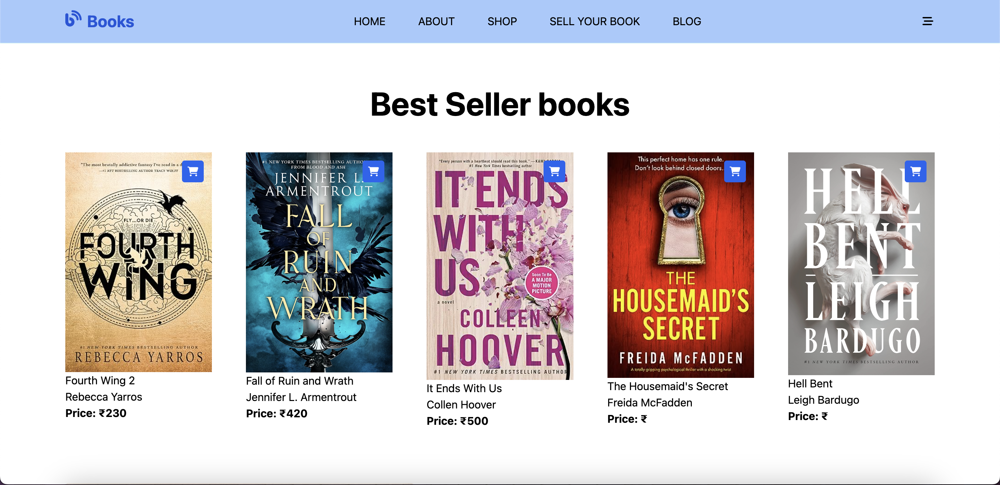 Books
HOME
ABOUT
SHOP
SELL YOUR BOOK
BLOG
Best Seller books
"The most brutally addictive fantasy I've read in a
—#1 NYT BESTSELLING AUTHOR TRACY WOLFF
FLY...OR DIE
FOURTH
WING
#1 NEW YORK TIMES BESTSELLING AUTHOR
REBECCA YARROS
Fourth Wing 2
Rebecca Yarros
Price: ₹230
#1 NEW YORK TIMES BESTSELLING
FROM BLOOD AND ASH
JENNIFER L.
ARMENTROUT
FALL
OF
RUIN
AND
WRATH
Fall of Ruin and Wrath
Jennifer L. Armentrout
Price: ₹420
"Every person with a heartbeat should read this book." —KAMI GARCIA,
#1 New York Times bestselling author
IT ENDS
WITH
US
Soon To Be
A MAJOR
MOTION
PICTURE
a novel
COLLEEN
HOOVER
#1 NEW YORK TIMES BESTSELLING AUTHOR
It Ends With Us
Collen Hoover
Price: ₹500
This perfect home has one rule.
Don't look behind closed doors..
THE
HOUSEMAID'S
SECRET
FREIDA McFADDEN
A totally gripping psychological thriller with a shocking twist
The Housemaid's Secret
Freida McFadden
Price: ₹
HELL
BENT
LEIGH
BARDUGO
#1 NEW YORK TIMES BESTSELLING AUTHOR
Hell Bent
Leigh Bardugo
Price: ₹